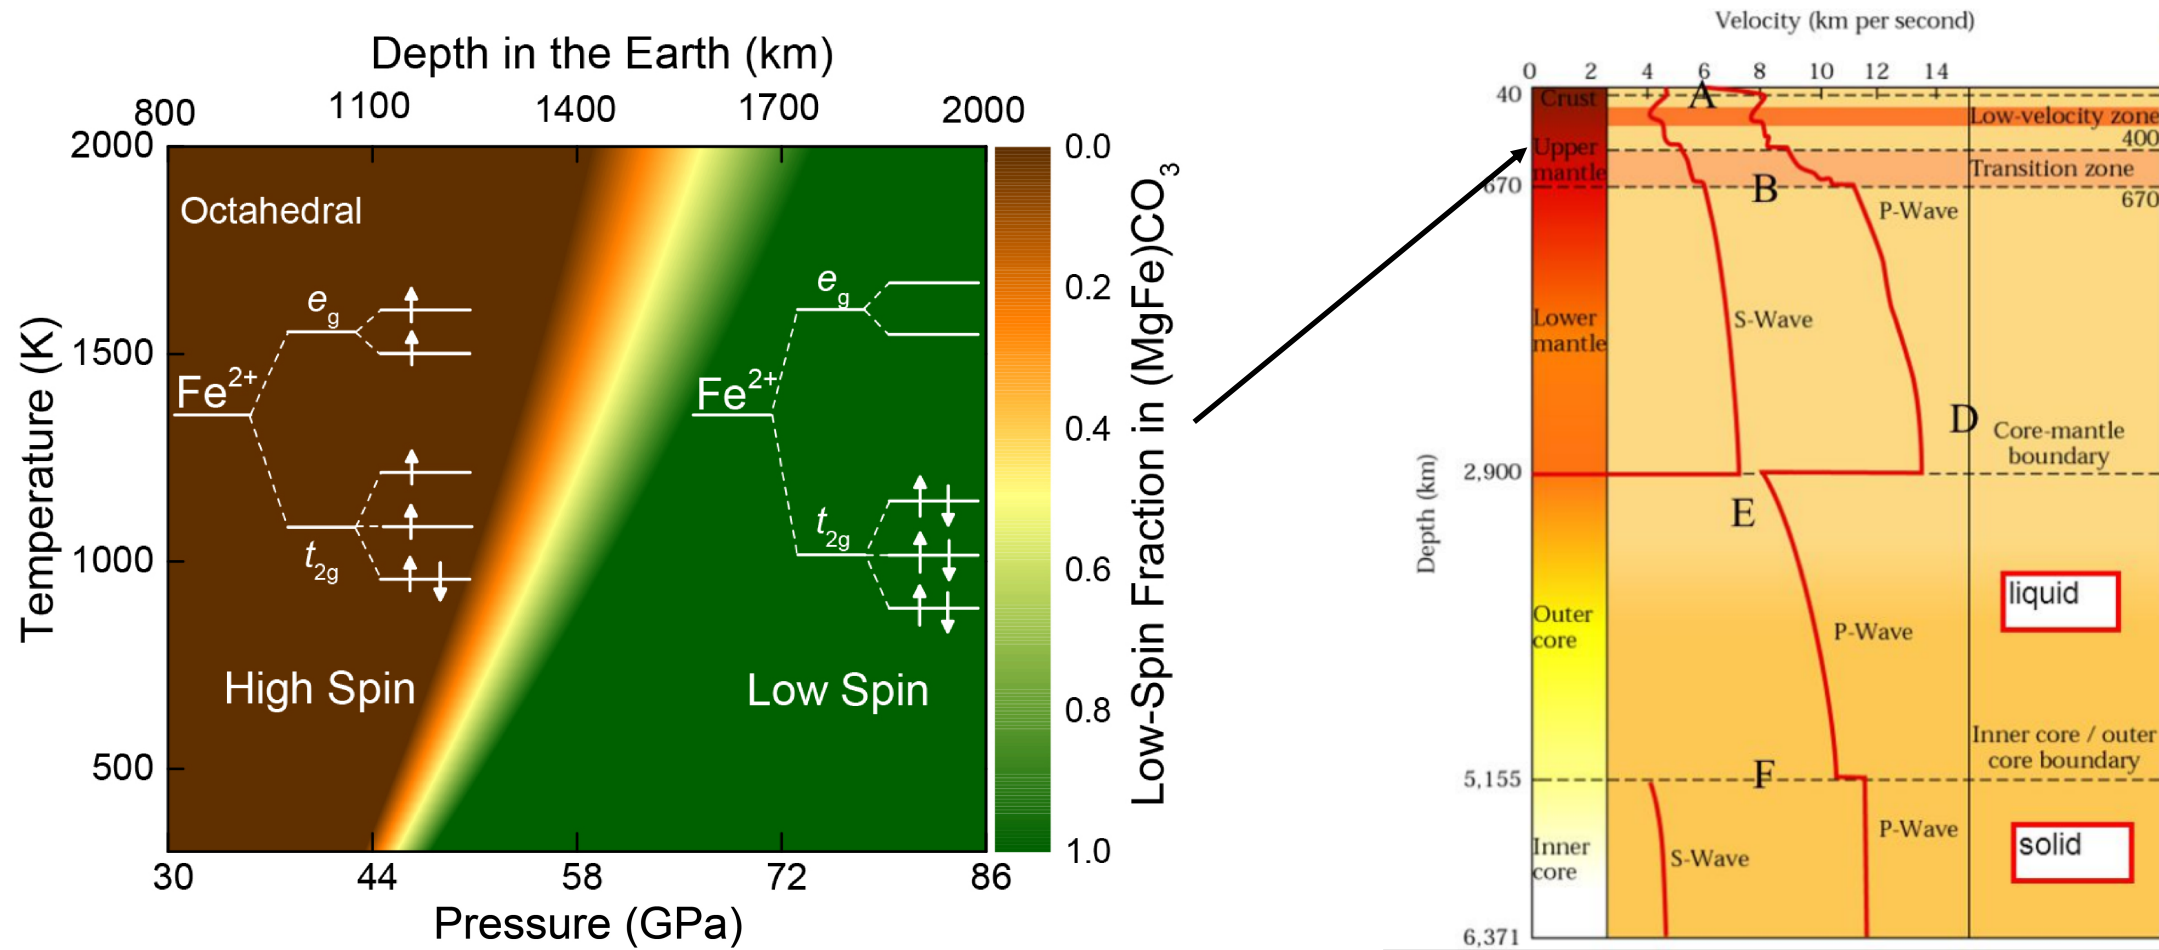 Depth in the Earth (km)
800 1100 1400 1700 2000
2000
1500
1000
500
Temperature (K)
Octahedral
e_g
Fe²⁺
t_2g
High Spin
e_g
Fe²⁺
t_2g
Low Spin
30 44 58 72 86
Pressure (GPa)
0.0
0.2
0.4
0.6
0.8
1.0
Low-Spin Fraction in (MgFe)CO₃
Velocity (km per second)
0 2 4 6 8 10 12 14
40
670
2,900
5,155
6,371
Depth (km)
Crust
Upper
mantle
Lower
mantle
Outer
core
Inner
core
A
B
D
E
F
P-Wave
S-Wave
P-Wave
S-Wave
P-Wave
Low-velocity zone
400
Transition zone
670
Core-mantle
boundary
liquid
Inner core / outer
core boundary
solid